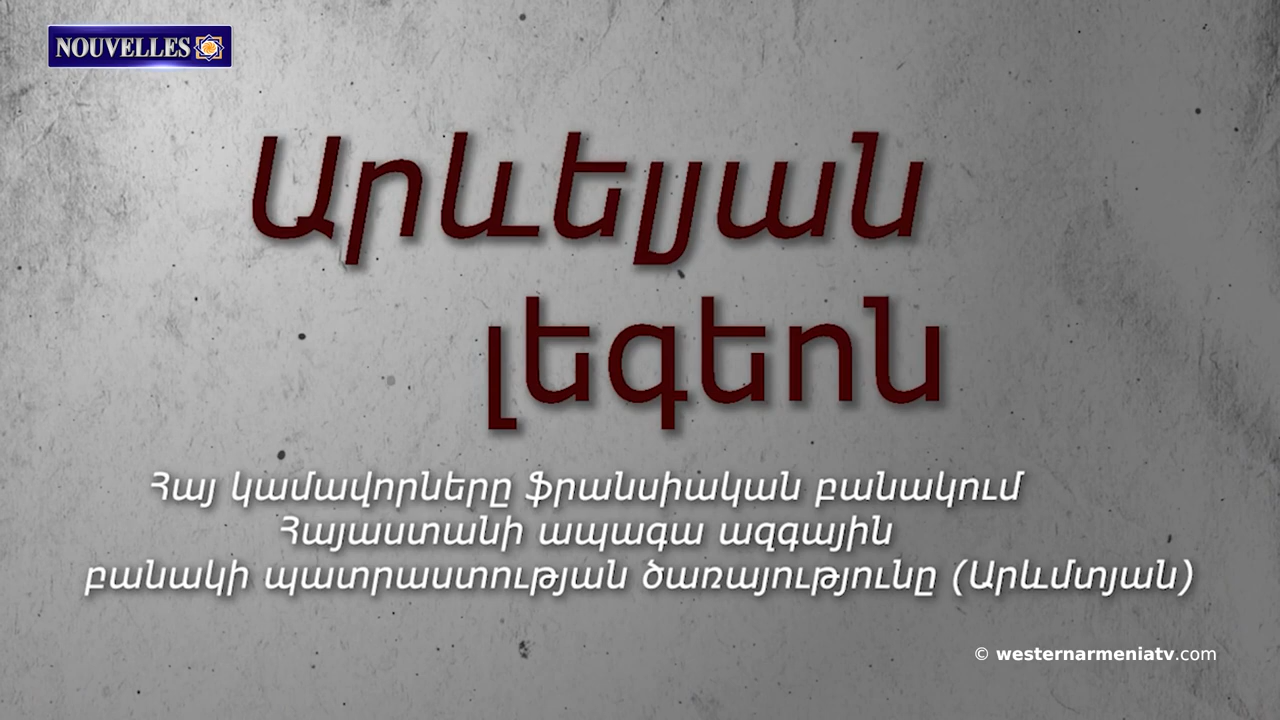 NOUVELLES
Արևելյան
լեգեոն
Հայ կամավորները ֆրանսիական բանակում
Հայաստանի ապագա ազգային
բանակի պատրաստության ծառայությունը (Արևմտյան)
© westernarmeniatv.com